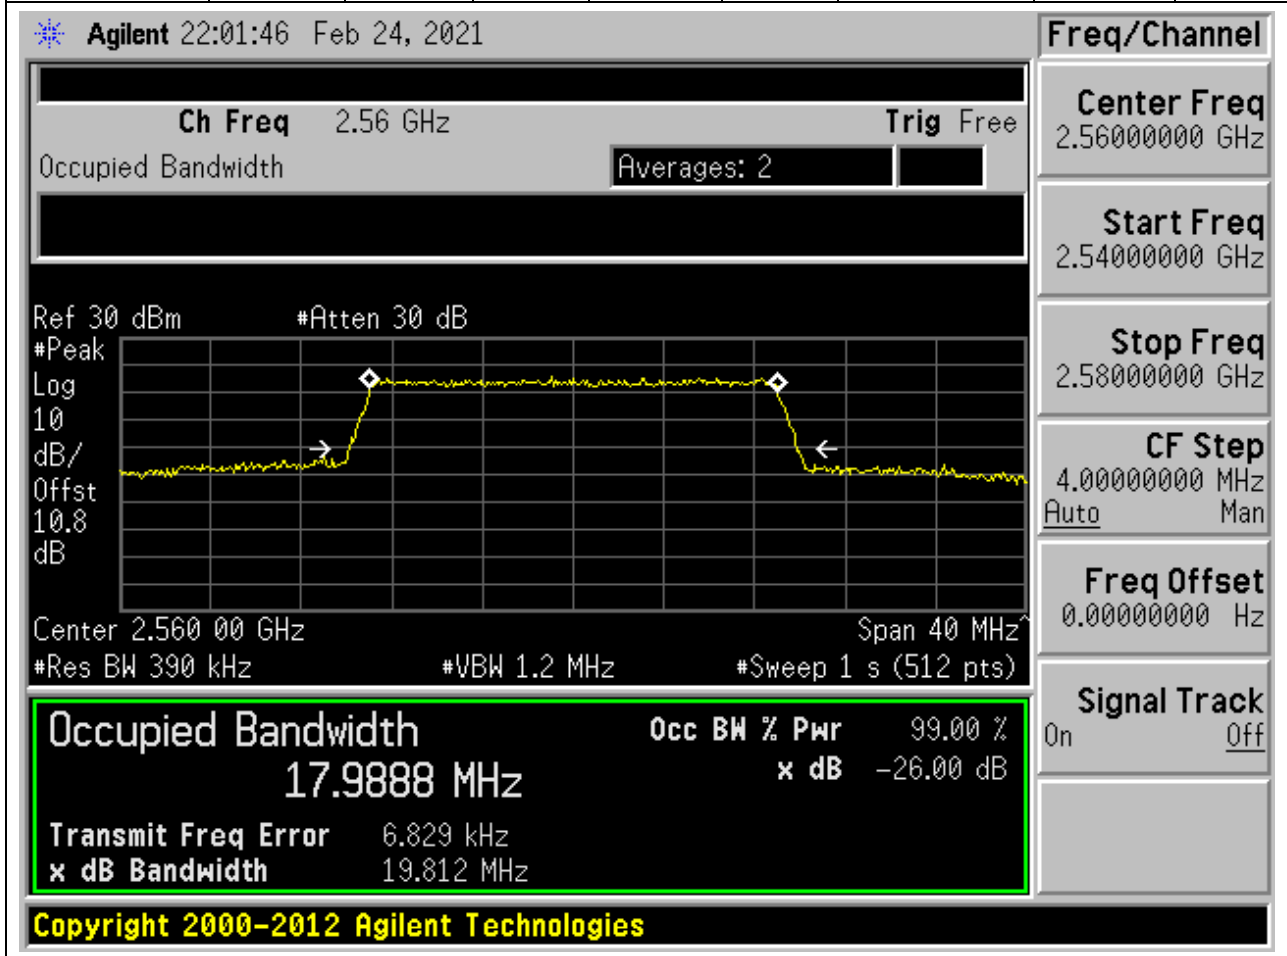 Agilent 22:01:46 Feb 24, 2021
Freq/Channel
Ch Freq 2.56 GHz Trig Free
Occupied Bandwidth Averages: 2
Center Freq
2.56000000 GHz
Start Freq
2.54000000 GHz
Stop Freq
2.58000000 GHz
CF Step
4.00000000 MHz
Auto Man
Freq Offset
0.00000000 Hz
Signal Track
On Off
Ref 30 dBm #Atten 30 dB
#Peak
Log
10
dB/
Offst
10.8
dB
Center 2.560 00 GHz Span 40 MHz^
#Res BW 390 kHz #VBW 1.2 MHz #Sweep 1 s (512 pts)
Occupied Bandwidth Occ BW % Pwr 99.00 %
17.9888 MHz x dB -26.00 dB
Transmit Freq Error 6.829 kHz
x dB Bandwidth 19.812 MHz
Copyright 2000-2012 Agilent Technologies